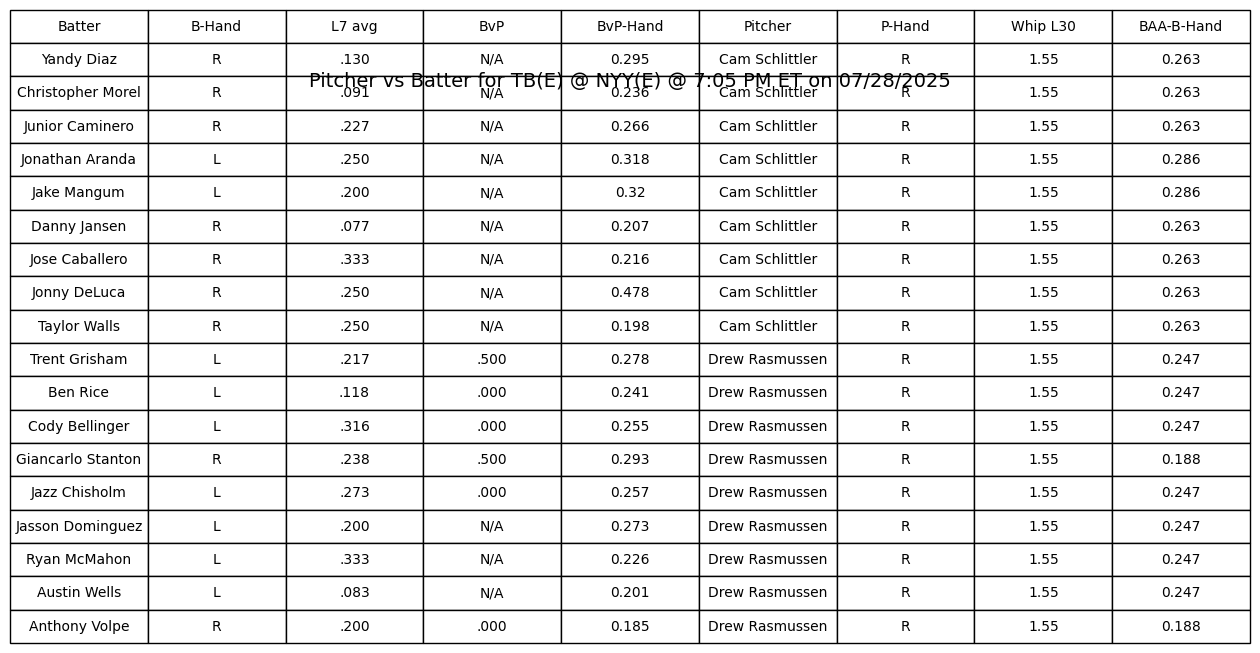 Batter B-Hand L7 avg BvP BvP-Hand Pitcher P-Hand Whip L30 BAA-B-Hand
Yandy Diaz R .130 N/A 0.295 Cam Schlittler R 1.55 0.263
Pitcher vs Batter for TB(E) @ NYY(E) @ 7:05 PM ET on 07/28/2025
Christopher Morel R .091 N/A 0.236 Cam Schlittler R 1.55 0.263
Junior Caminero R .227 N/A 0.266 Cam Schlittler R 1.55 0.263
Jonathan Aranda L .250 N/A 0.318 Cam Schlittler R 1.55 0.286
Jake Mangum L .200 N/A 0.32 Cam Schlittler R 1.55 0.286
Danny Jansen R .077 N/A 0.207 Cam Schlittler R 1.55 0.263
Jose Caballero R .333 N/A 0.216 Cam Schlittler R 1.55 0.263
Jonny DeLuca R .250 N/A 0.478 Cam Schlittler R 1.55 0.263
Taylor Walls R .250 N/A 0.198 Cam Schlittler R 1.55 0.263
Trent Grisham L .217 .500 0.278 Drew Rasmussen R 1.55 0.247
Ben Rice L .118 .000 0.241 Drew Rasmussen R 1.55 0.247
Cody Bellinger L .316 .000 0.255 Drew Rasmussen R 1.55 0.247
Giancarlo Stanton R .238 .500 0.293 Drew Rasmussen R 1.55 0.188
Jazz Chisholm L .273 .000 0.257 Drew Rasmussen R 1.55 0.247
Jasson Dominguez L .200 N/A 0.273 Drew Rasmussen R 1.55 0.247
Ryan McMahon L .333 N/A 0.226 Drew Rasmussen R 1.55 0.247
Austin Wells L .083 N/A 0.201 Drew Rasmussen R 1.55 0.247
Anthony Volpe R .200 .000 0.185 Drew Rasmussen R 1.55 0.188